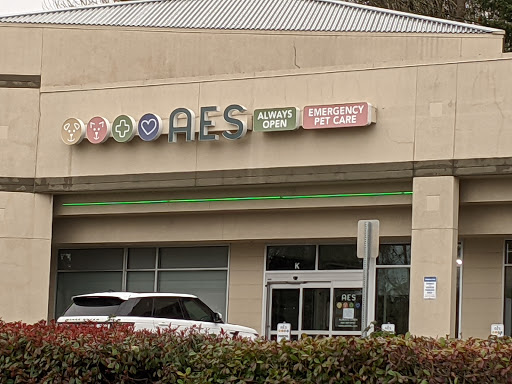 AES
ALWAYS
OPEN
EMERGENCY
PET CARE
K
AES